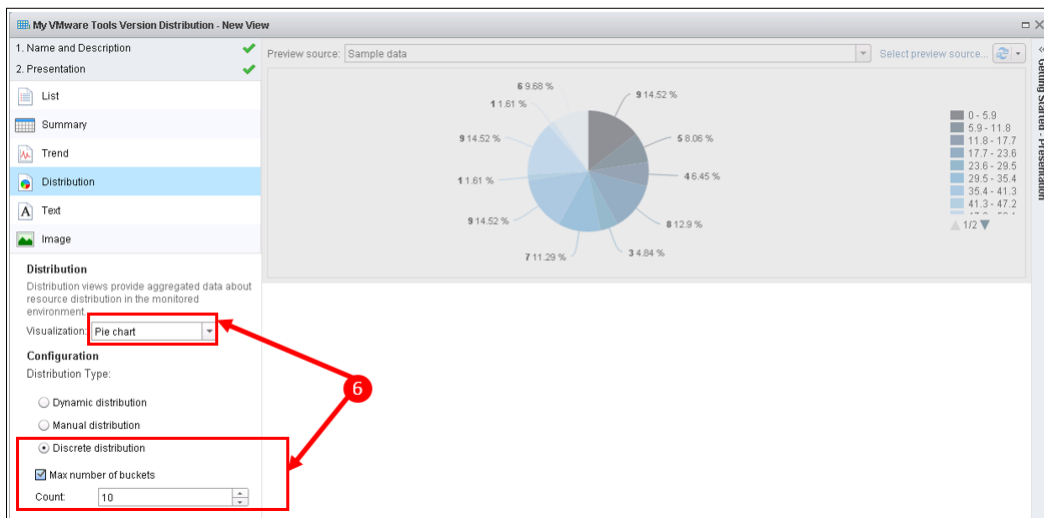 My VMware Tools Version Distribution - New View
1. Name and Description
2. Presentation
List
Summary
Trend
Distribution
Text
Image
Distribution
Distribution views provide aggregated data about
resource distribution in the monitored
environment.
Visualization: Pie chart
Configuration
Distribution Type:
Dynamic distribution
Manual distribution
Discrete distribution
Max number of buckets
Count: 10
6
Preview source: Sample data
Select preview source...
6 9.68 %
9 14.52 %
1 1.61 %
9 14.52 %
5 8.06 %
1 1.61 %
4 6.45 %
9 14.52 %
8 12.9 %
7 11.29 %
3 4.84 %
0 - 5.9
5.9 - 11.8
11.8 - 17.7
17.7 - 23.6
23.6 - 29.5
29.5 - 35.4
35.4 - 41.3
41.3 - 47.2
1/2
Getting Started - Presentation